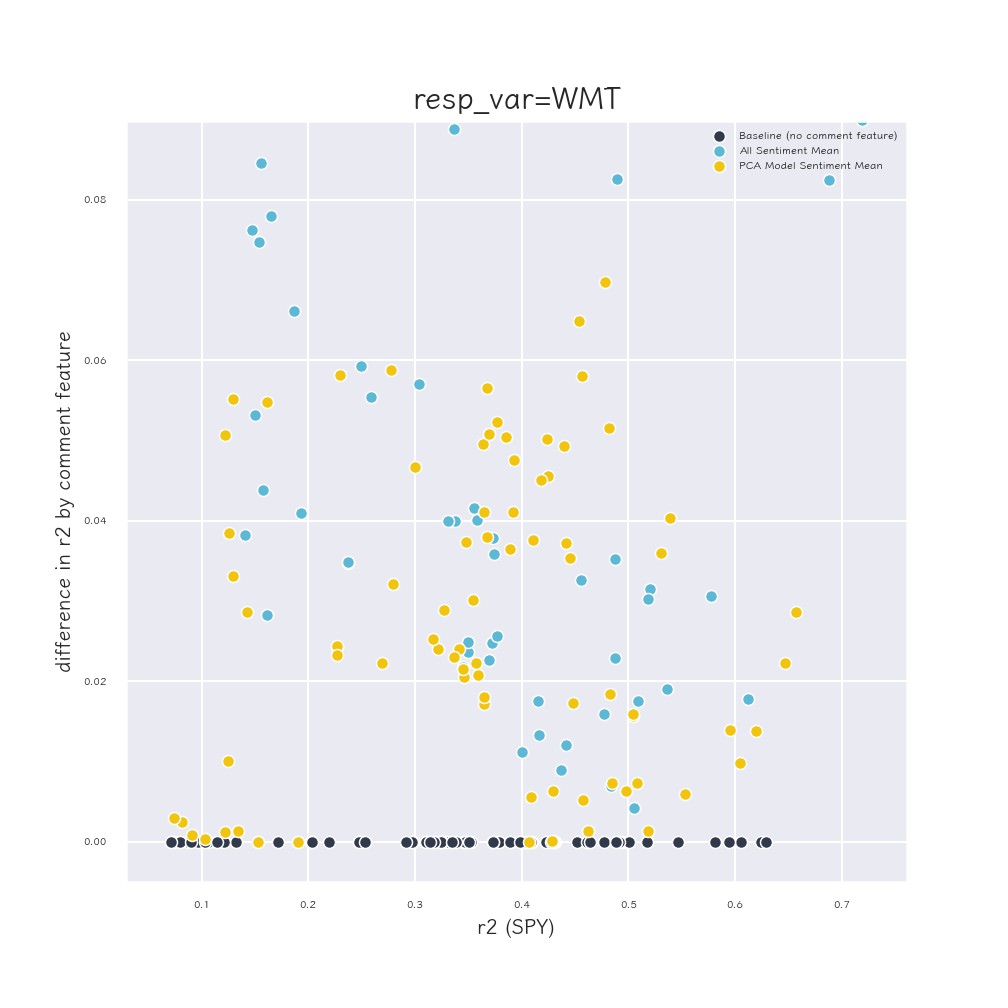 resp_var=WMT
Baseline (no comment feature)
All Sentiment Mean
PCA Model Sentiment Mean
0.08
0.06
0.04
0.02
0.00
difference in r2 by comment feature
0.1 0.2 0.3 0.4 0.5 0.6 0.7
r2 (SPY)